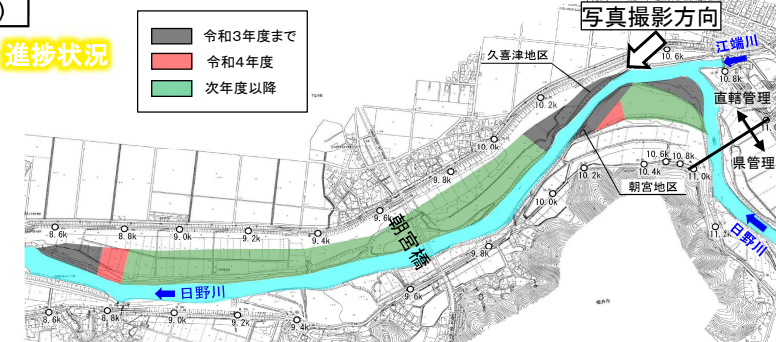 )
進捗状況
令和3年度まで
令和4年度
次年度以降
写真撮影方向
久喜津地区
10.6k
江端川
10.8k
直轄管理
県管理
10.2k
10.0k
9.8k
9.6k
朝宮橋
10.6k
10.8k
10.2k
10.4k
11.0k
朝宮地区
10.0k
日野川
8.6k
8.8k
9.0k
9.2k
9.4k
9.8k
9.6k
日野川
8.6k
8.8k
9.0k
9.2k
9.4k
福井市